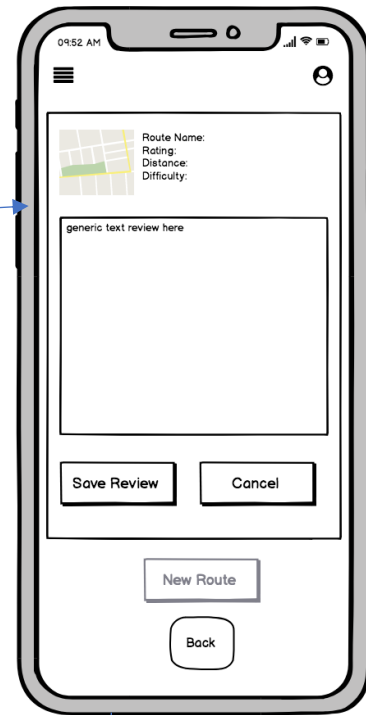 09:52 AM
Route Name:
Rating:
Distance:
Difficulty:
generic text review here
Save Review
Cancel
New Route
Back